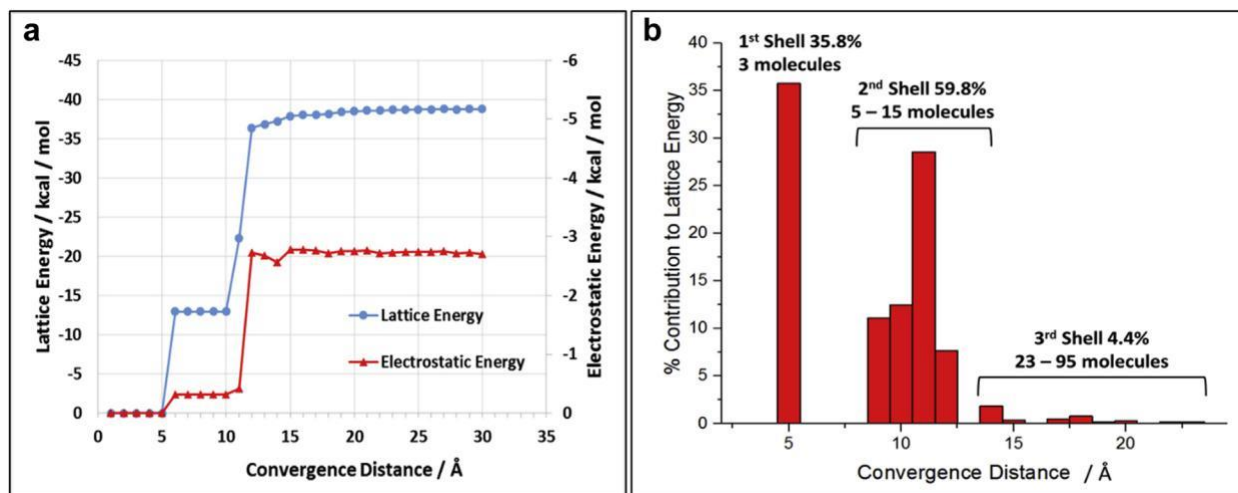 a
-45
-40
-35
-30
-25
-20
-15
-10
-5
0
Lattice Energy / kcal / mol
-6
-5
-4
-3
-2
-1
0
Electrostatic Energy / kcal / mol
Lattice Energy
Electrostatic Energy
0 5 10 15 20 25 30 35
Convergence Distance / Å
b
40
35
30
25
20
15
10
5
0
% Contribution to Lattice Energy
1st Shell 35.8%
3 molecules
2nd Shell 59.8%
5 – 15 molecules
3rd Shell 4.4%
23 – 95 molecules
5 10 15 20
Convergence Distance / Å